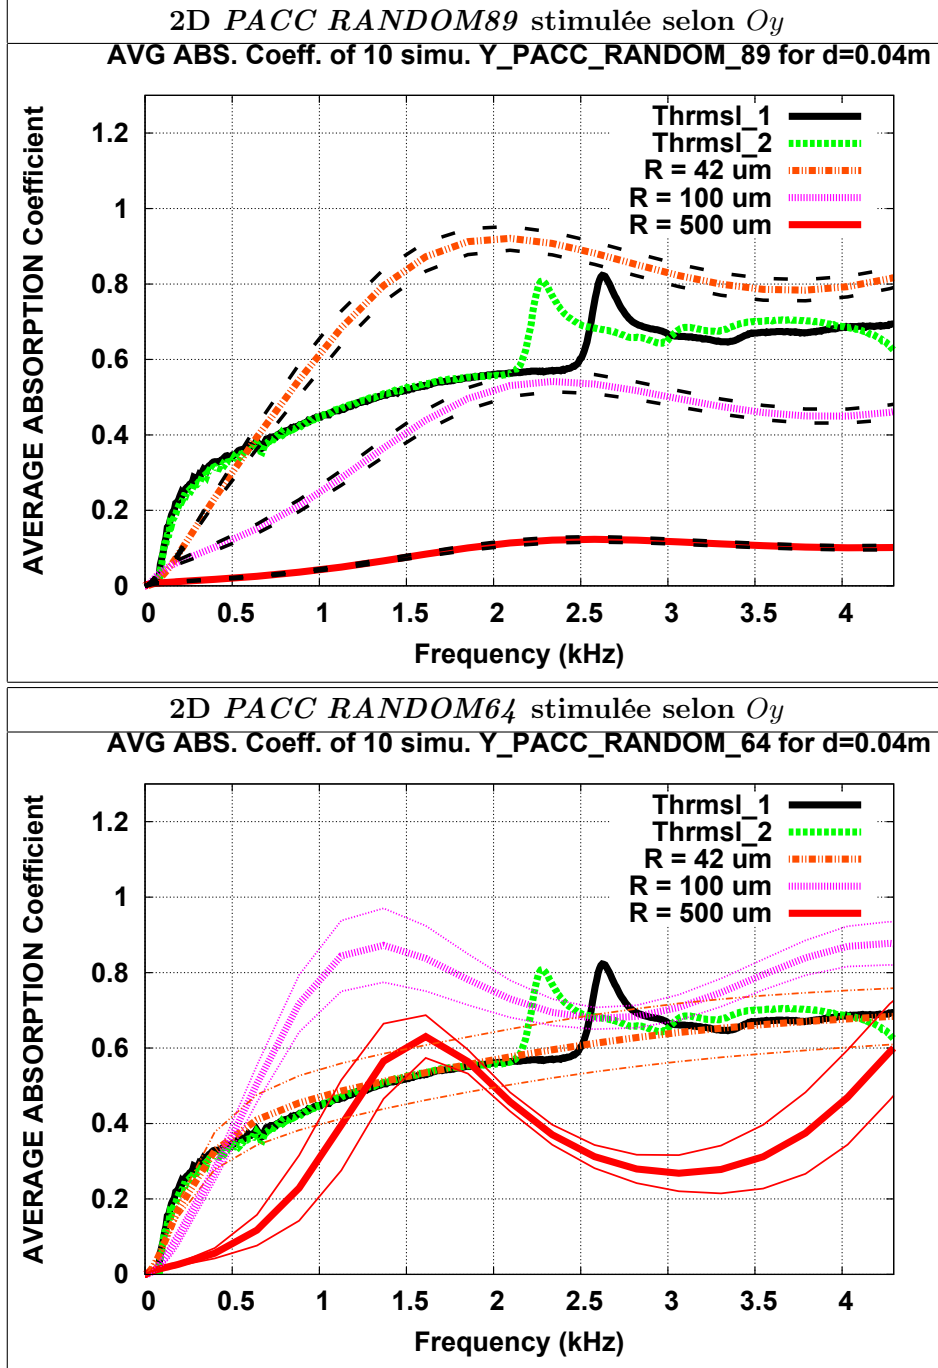 2D PACC RANDOM89 stimulée selon Oy
AVG ABS. Coeff. of 10 simu. Y_PACC_RANDOM_89 for d=0.04m
AVERAGE ABSORPTION Coefficient
1.2
1
0.8
0.6
0.4
0.2
0
Thrmsl_1
Thrmsl_2
R = 42 um
R = 100 um
R = 500 um
0 0.5 1 1.5 2 2.5 3 3.5 4
Frequency (kHz)
2D PACC RANDOM64 stimulée selon Oy
AVG ABS. Coeff. of 10 simu. Y_PACC_RANDOM_64 for d=0.04m
AVERAGE ABSORPTION Coefficient
1.2
1
0.8
0.6
0.4
0.2
0
Thrmsl_1
Thrmsl_2
R = 42 um
R = 100 um
R = 500 um
0 0.5 1 1.5 2 2.5 3 3.5 4
Frequency (kHz)